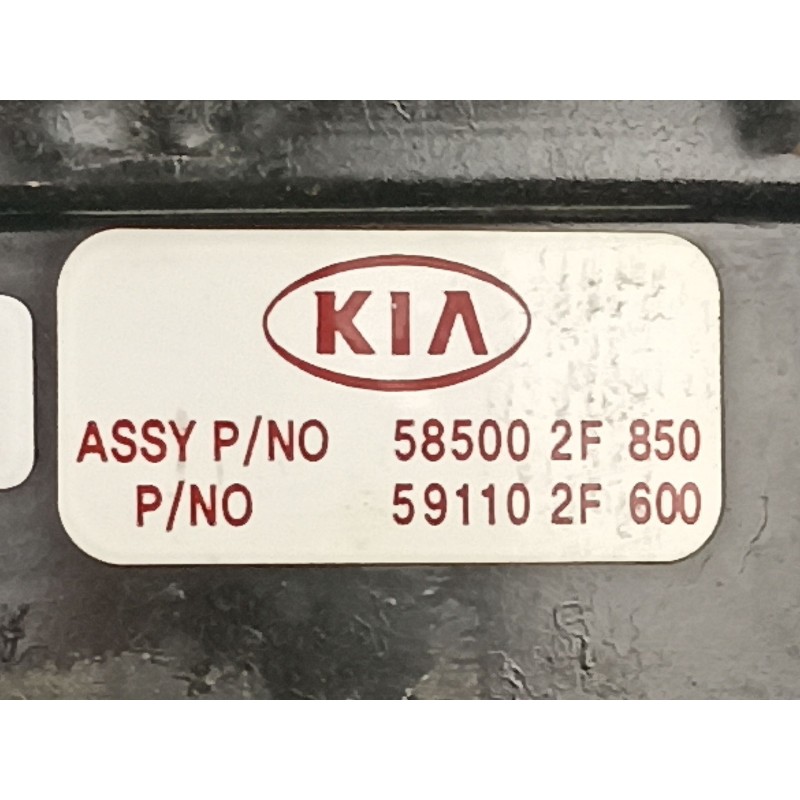 KIA
ASSY P/NO 58500 2F 850
P/NO 59110 2F 600